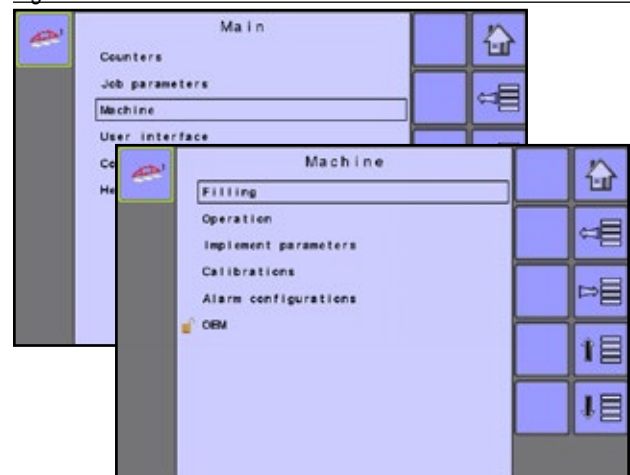 Main
Counters
Job parameters
Machine
User interface
Co
He
Machine
Filling
Operation
Implement parameters
Calibrations
Alarm configurations
OEM